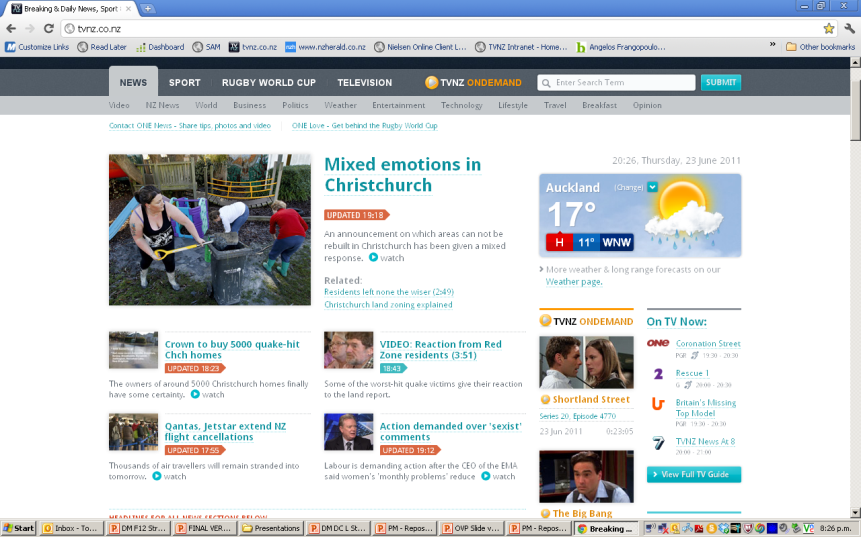 Breaking & Daily News, Sport
tvnz.co.nz
Customize Links Read Later Dashboard SAM tvnz.co.nz www.nzherald.co.nz Nielsen Online Client L... TVNZ Intranet - Home... Angelos Frangopoulo... » Other bookmarks
NEWS SPORT RUGBY WORLD CUP TELEVISION TVNZ ONDEMAND Enter Search Term SUBMIT
Video NZ News World Business Politics Weather Entertainment Technology Lifestyle Travel Breakfast Opinion
Contact ONE News - Share tips, photos and video ONE Love - Get behind the Rugby World Cup
Mixed emotions in
Christchurch
UPDATED 19:18
An announcement on which areas can not be
rebuilt in Christchurch has been given a mixed
response. watch
Related:
Residents left none the wiser (2:49)
Christchurch land zoning explained
20:26, Thursday, 23 June 2011
Auckland (Change)
17°
H 11° WNW
More weather & long range forecasts on our
Weather page.
Crown to buy 5000 quake-hit
Chch homes
UPDATED 18:23
The owners of around 5000 Christchurch homes finally
have some certainty. watch
VIDEO: Reaction from Red
Zone residents (3:51)
18:43
Some of the worst-hit quake victims give their reaction
to the land report.
Qantas, Jetstar extend NZ
flight cancellations
UPDATED 17:55
Thousands of air travellers will remain stranded into
tomorrow. watch
Action demanded over 'sexist'
comments
UPDATED 19:12
Labour is demanding action after the CEO of the EMA
said women's 'monthly problems' reduce watch
HEADLINES FOR ALL NEWS SECTIONS BELOW
TVNZ ONDEMAND
Shortland Street
Series 20, Episode 4770
23 Jun 2011 0:23:05
The Big Bang
On TV Now:
one Coronation Street
PGR 19:30 - 20:30
2 Rescue 1
G 20:00 - 20:30
U Britain's Missing
Top Model
PGR 19:30 - 20:30
7 TVNZ News At 8
20:00 - 21:00
View Full TV Guide
Start Inbox - To... DM F12 Str... FINAL VER... Presentations DM DC L St... PM - Repos... OVP Slide v... PM - Repos... Breaking ... 8:26 p.m.